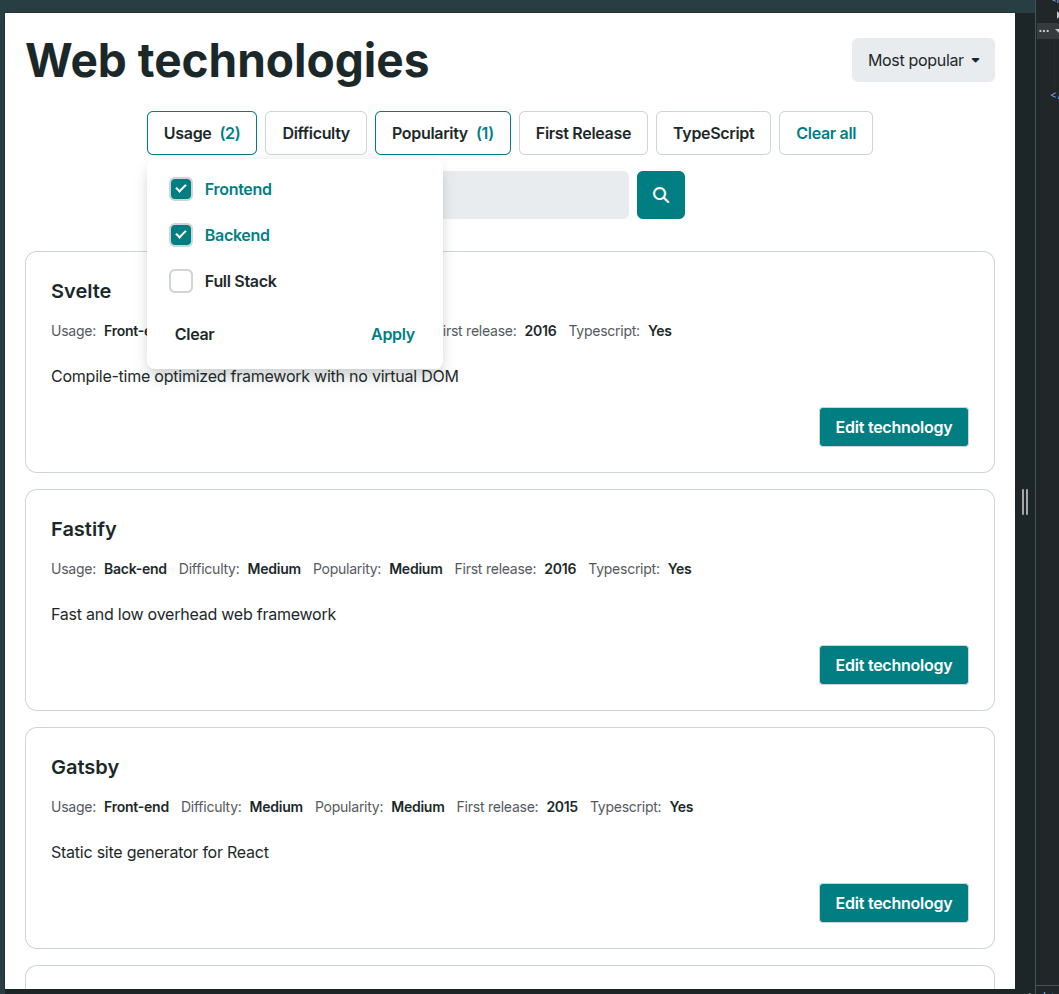 Web technologies
Most popular
Usage (2)
Difficulty
Popularity (1)
First Release
TypeScript
Clear all
Frontend
Backend
Full Stack
Clear
Apply
Svelte
Usage: release: 2016 Typescript: Yes
Compile-time optimized framework with no virtual DOM
Edit technology
Fastify
Usage: Back-end Difficulty: Medium Popularity: Medium First release: 2016 Typescript: Yes
Fast and low overhead web framework
Edit technology
Gatsby
Usage: Front-end Difficulty: Medium Popularity: Medium First release: 2015 Typescript: Yes
Static site generator for React
Edit technology